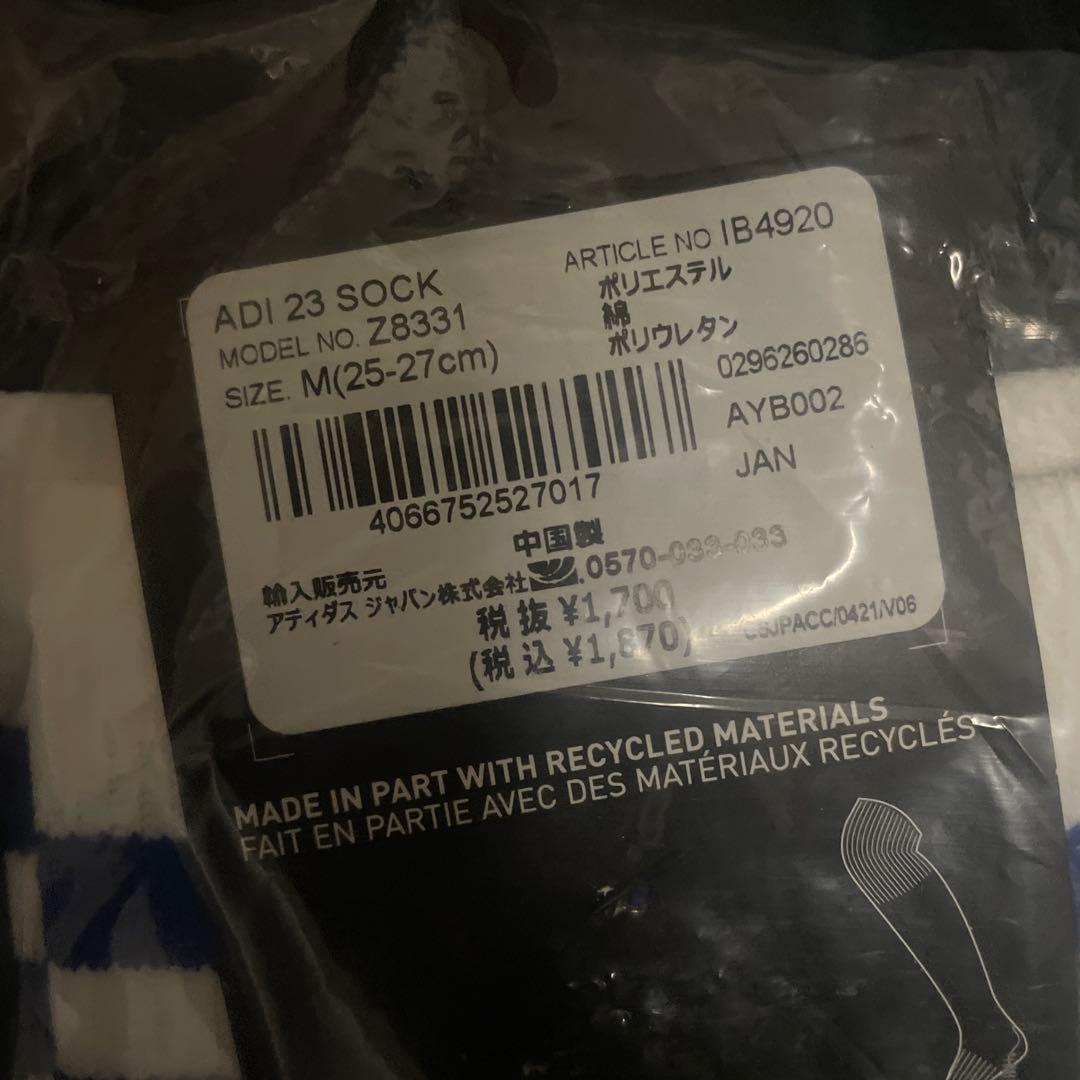 ADI 23 SOCK
ARTICLE NO IB4920
MODEL NO. Z8331
ポリエステル
綿
ポリウレタン
SIZE. M(25-27cm)
0296260286
AYB002
JAN
4066752527017
中国製
輸入販売元
アディダス ジャパン株式会社 .0570-033-033
税 抜 ¥1,700
(税 込 ¥1,870)
CSJPACC/0421/V06
MADE IN PART WITH RECYCLED MATERIALS
FAIT EN PARTIE AVEC DES MATÉRIAUX RECYCLÉS